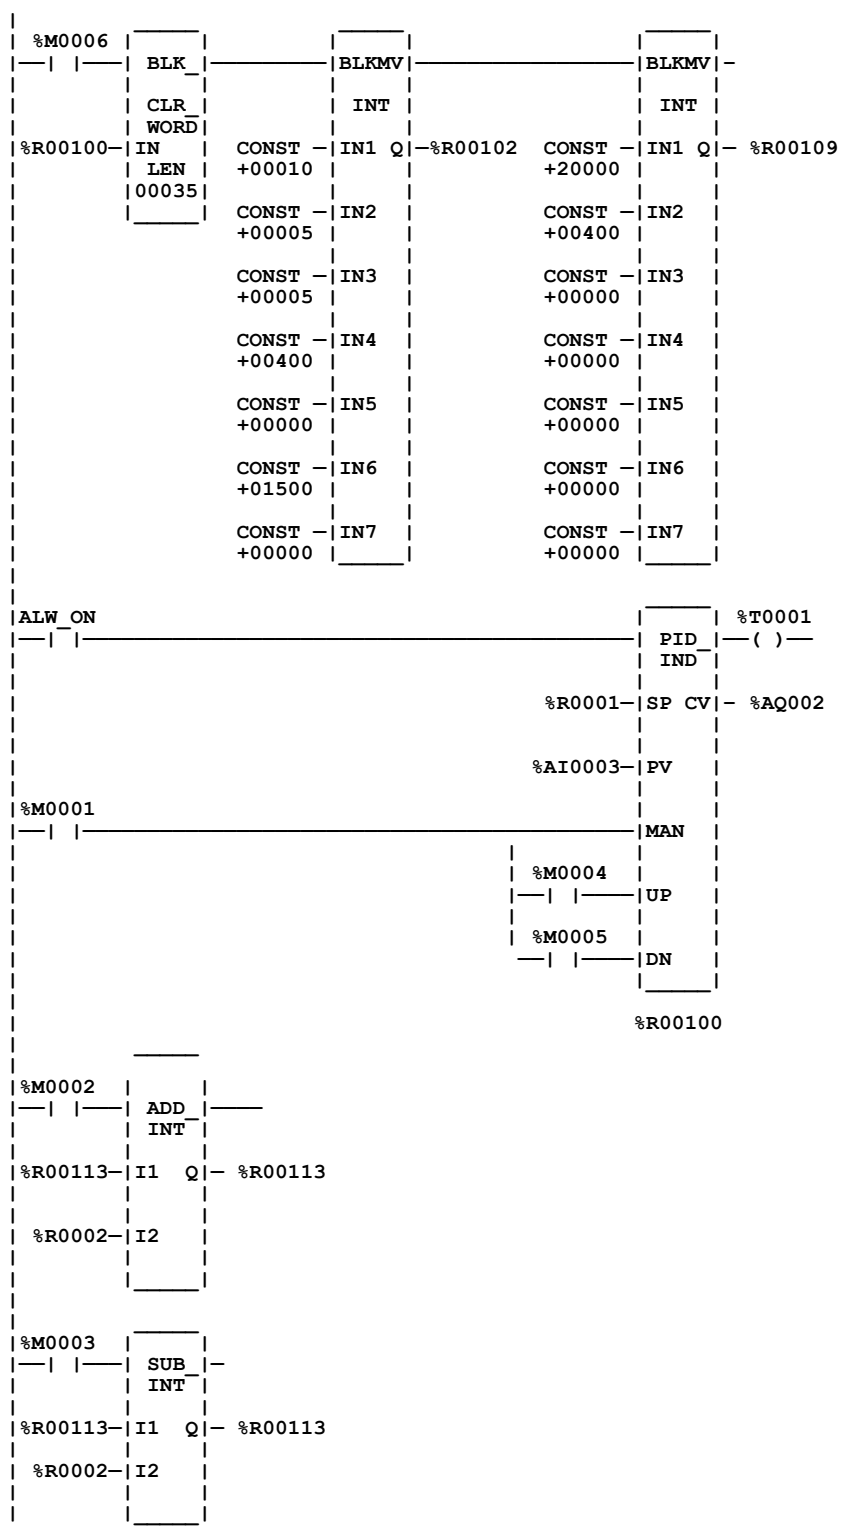 %M0006
BLK_ BLKMV BLKMV
CLR_ INT INT
WORD
%R00100 IN CONST IN1 Q %R00102 CONST IN1 Q %R00109
LEN +00010 +20000
00035
CONST IN2 CONST IN2
+00005 +00400
CONST IN3 CONST IN3
+00005 +00000
CONST IN4 CONST IN4
+00400 +00000
CONST IN5 CONST IN5
+00000 +00000
CONST IN6 CONST IN6
+01500 +00000
CONST IN7 CONST IN7
+00000 +00000
ALW_ON %T0001
PID_ ( )
IND
%R0001 SP CV %AQ002
%AI0003 PV
%M0001
MAN
%M0004
UP
%M0005
DN
%R00100
%M0002
ADD_
INT
%R00113 I1 Q %R00113
%R0002 I2
%M0003
SUB_
INT
%R00113 I1 Q %R00113
%R0002 I2